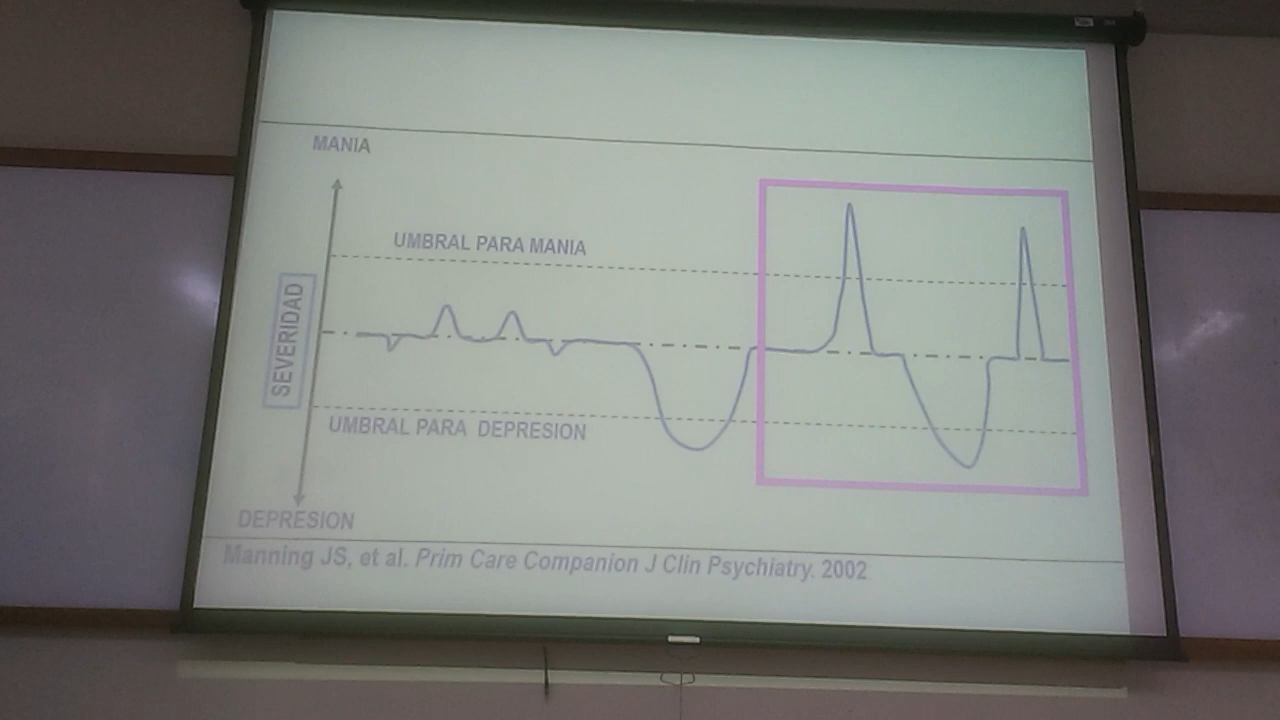 MANIA
UMBRAL PARA MANIA
SEVERIDAD
UMBRAL PARA DEPRESION
DEPRESION
Manning JS, et al. Prim Care Companion J Clin Psychiatry. 2002